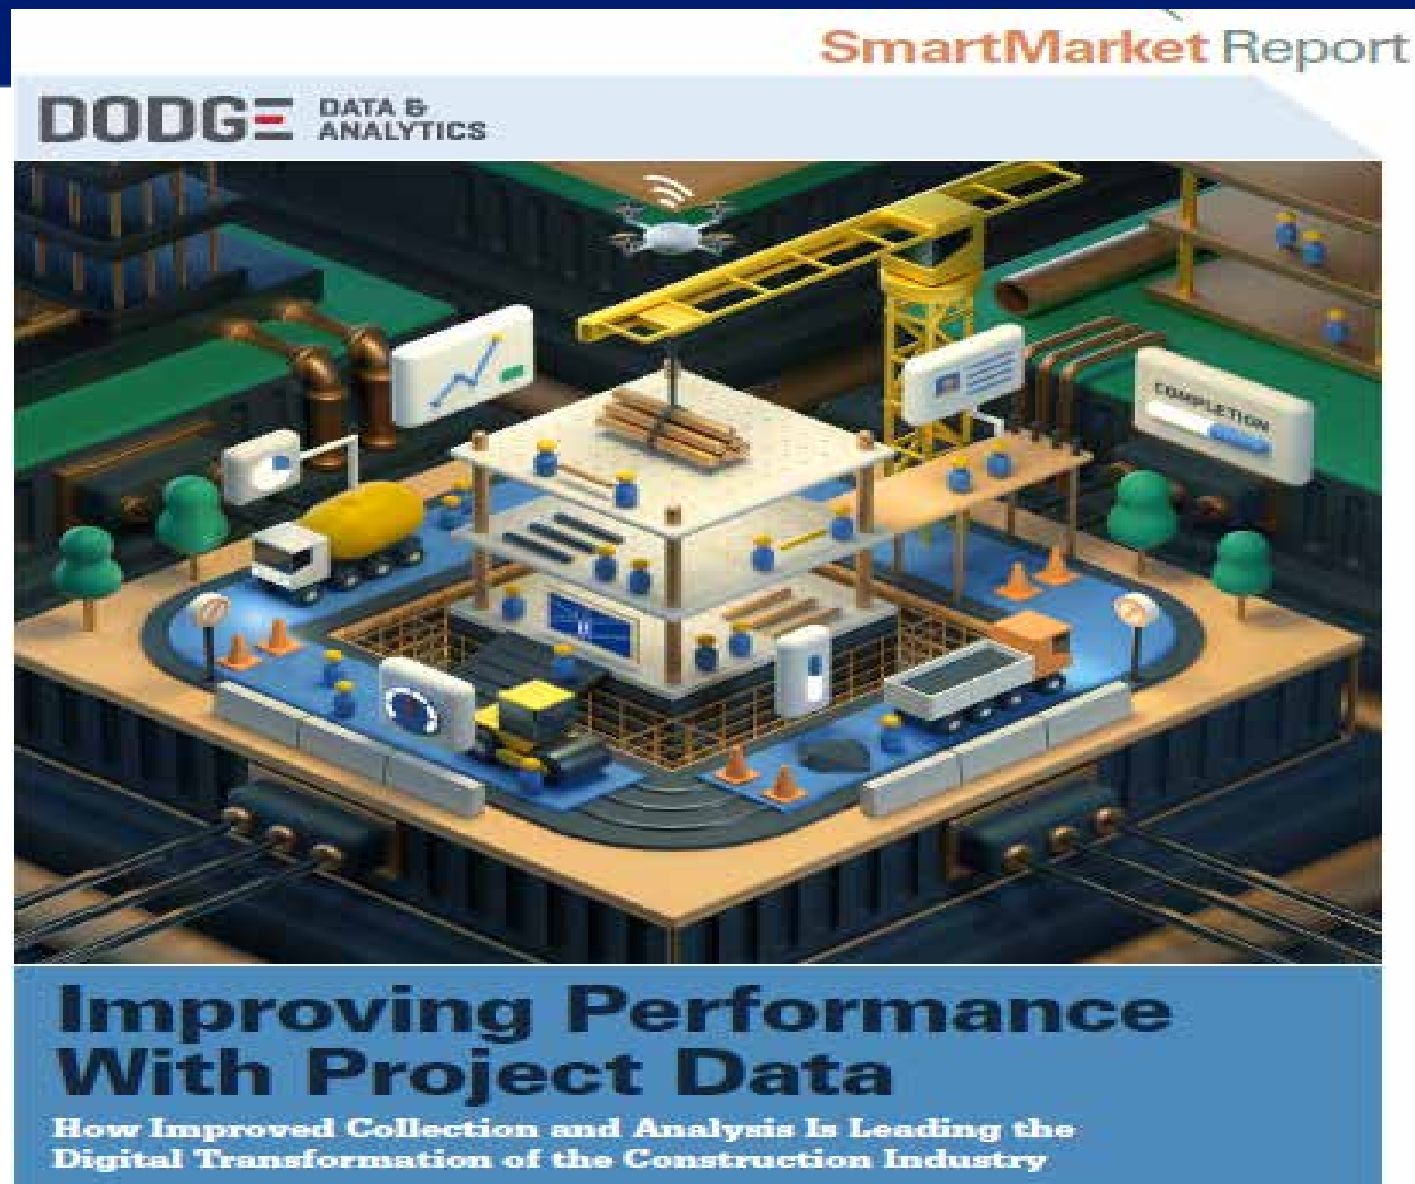 SmartMarket Report
DODGE DATA &
ANALYTICS
COMPLETION
Improving Performance
With Project Data
How Improved Collection and Analysis Is Leading the
Digital Transformation of the Construction Industry